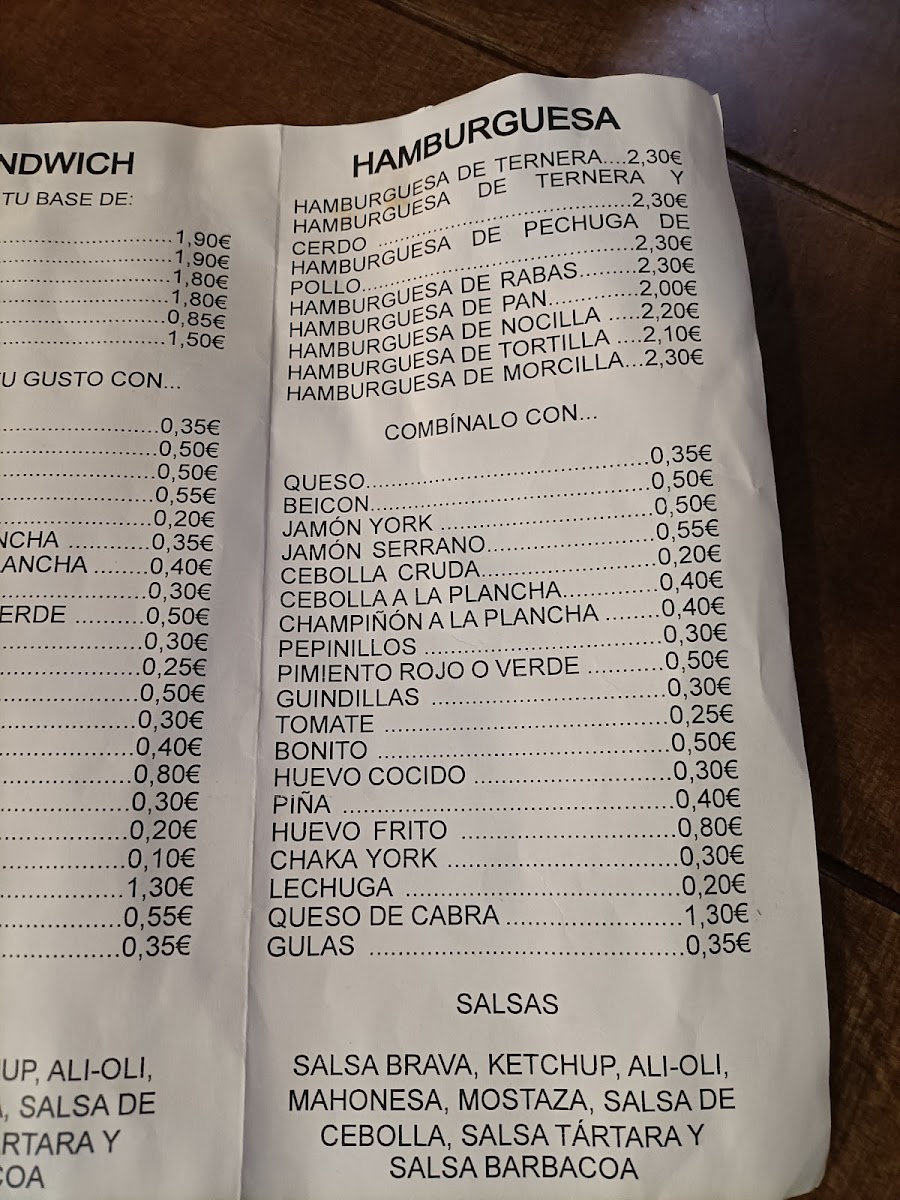 NDWICH
TU BASE DE:
1,90€
1,90€
1,80€
1,80€
0,85€
1,50€
TU GUSTO CON...
0,35€
0,50€
0,50€
0,55€
0,20€
NCHA ............0,35€
ANCHA ........0,40€
0,30€
ERDE ..........0,50€
0,30€
0,25€
0,50€
0,30€
0,40€
0,80€
0,30€
0,20€
0,10€
1,30€
0,55€
0,35€
UP, ALI-OLI,
A, SALSA DE
RTARA Y
COA
HAMBURGUESA
HAMBURGUESA DE TERNERA....2,30€
HAMBURGUESA DE TERNERA Y
CERDO ..................................2,30€
HAMBURGUESA DE PECHUGA DE
POLLO....................................2,30€
HAMBURGUESA DE RABAS........2,30€
HAMBURGUESA DE PAN............2,00€
HAMBURGUESA DE NOCILLA .....2,20€
HAMBURGUESA DE TORTILLA ....2,10€
HAMBURGUESA DE MORCILLA...2,30€
COMBÍNALO CON...
QUESO.......................................0,35€
BEICON.......................................0,50€
JAMÓN YORK .............................0,50€
JAMÓN SERRANO.......................0,55€
CEBOLLA CRUDA........................0,20€
CEBOLLA A LA PLANCHA.............0,40€
CHAMPIÑÓN A LA PLANCHA ........0,40€
PEPINILLOS ................................0,30€
PIMIENTO ROJO O VERDE ..........0,50€
GUINDILLAS ................................0,30€
TOMATE ......................................0,25€
BONITO .......................................0,50€
HUEVO COCIDO ..........................0,30€
PIÑA ............................................0,40€
HUEVO FRITO .............................0,80€
CHAKA YORK ..............................0,30€
LECHUGA ....................................0,20€
QUESO DE CABRA.......................1,30€
GULAS .........................................0,35€
SALSAS
SALSA BRAVA, KETCHUP, ALI-OLI,
MAHONESA, MOSTAZA, SALSA DE
CEBOLLA, SALSA TÁRTARA Y
SALSA BARBACOA